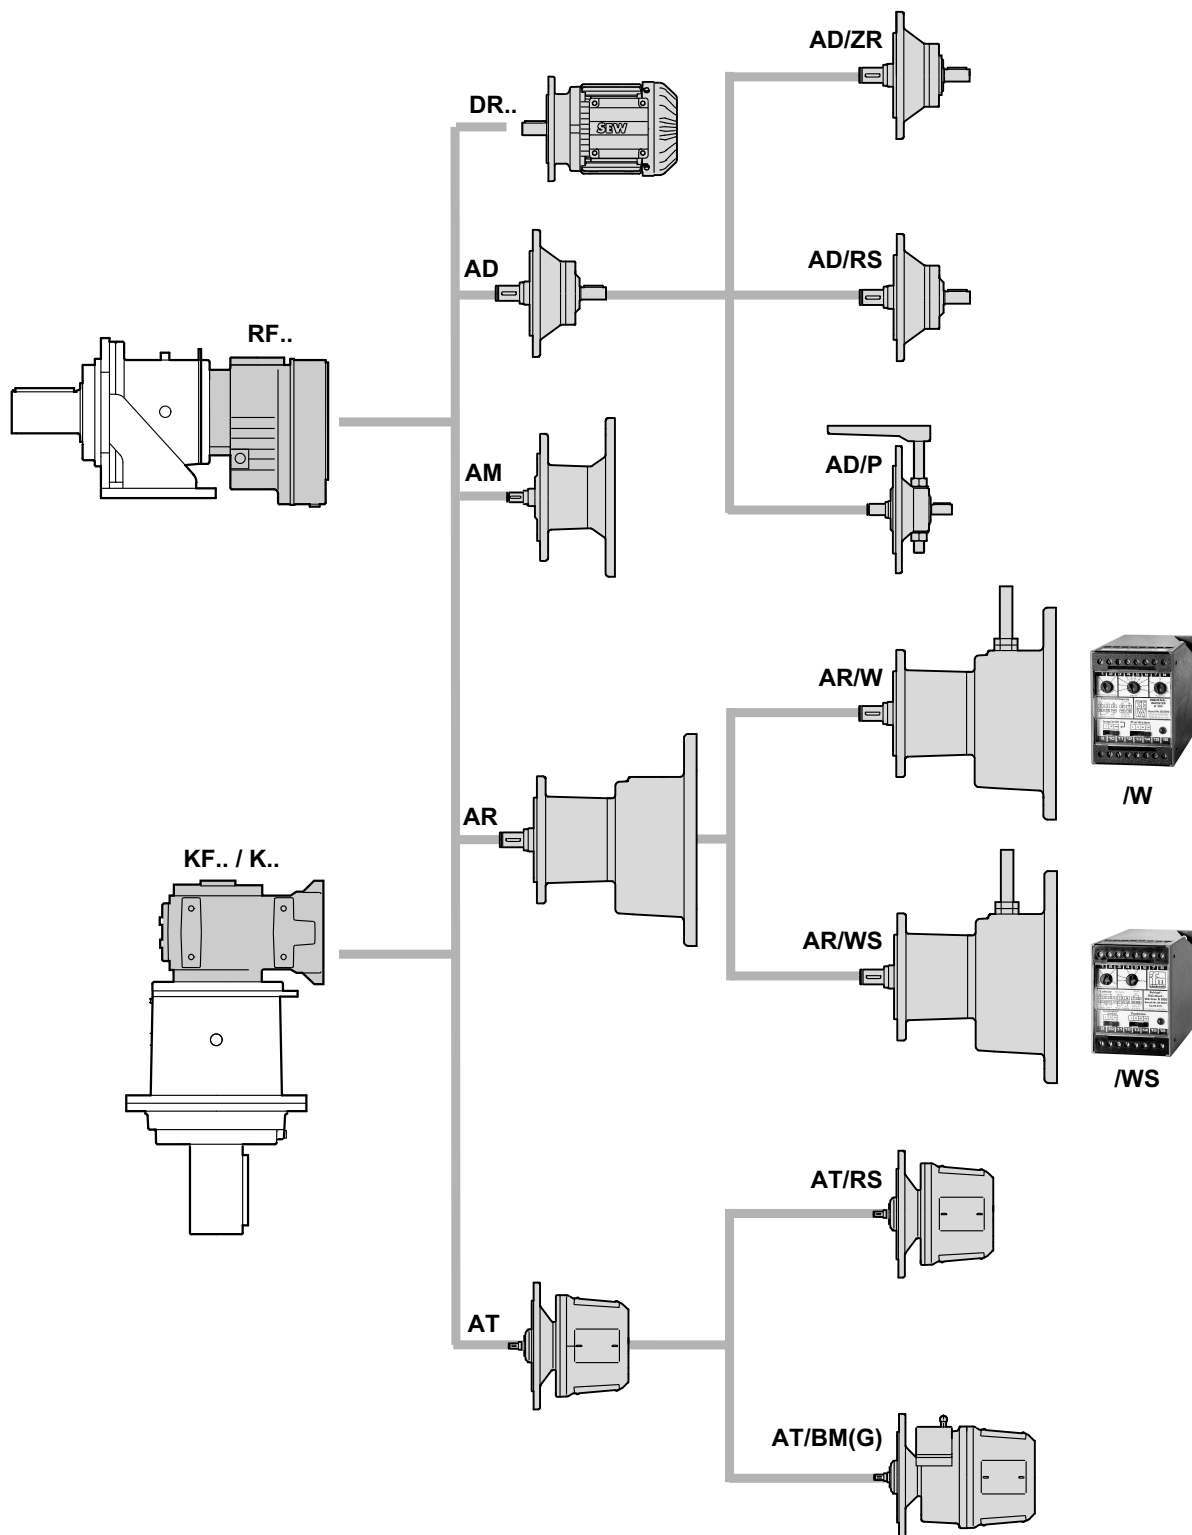 AD/ZR
DR..
SEW
AD
AD/RS
RF..
AM
AD/P
AR/W
/W
AR
KF.. / K..
AR/WS
/WS
AT/RS
AT
AT/BM(G)